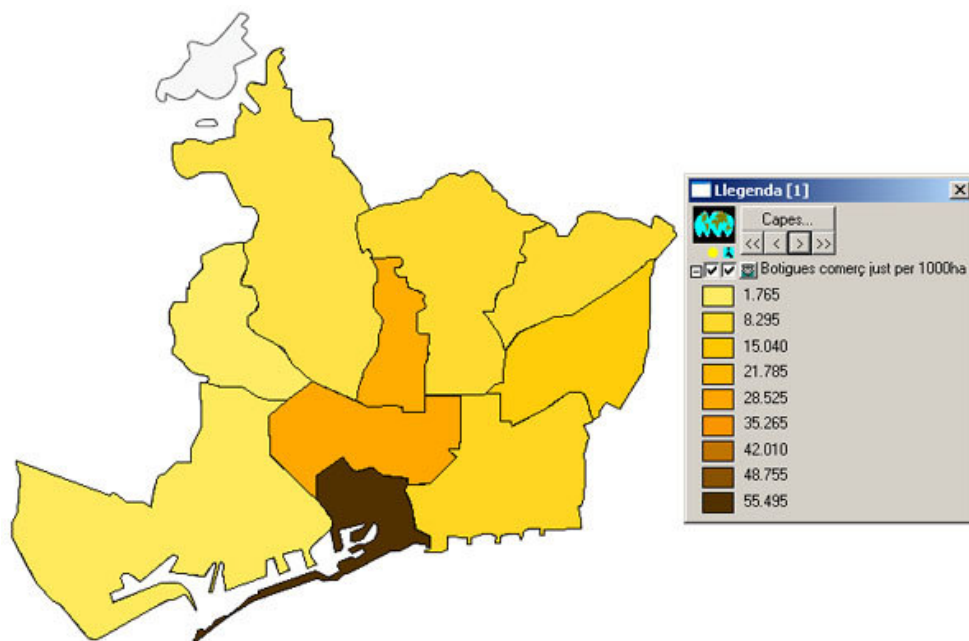 Llegenda [1]
Capes...
<< < > >>
Botigues comerç just per 1000ha
1.765
8.295
15.040
21.785
28.525
35.265
42.010
48.755
55.495